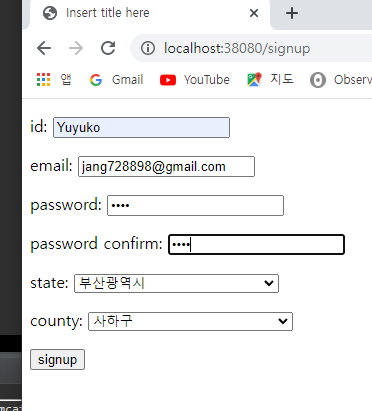 Insert title here
localhost:38080/signup
앱 Gmail YouTube 지도 Observ
id: Yuyuko
email: jang728898@gmail.com
password: ••••
password confirm: ••••
state: 부산광역시
county: 사하구
signup